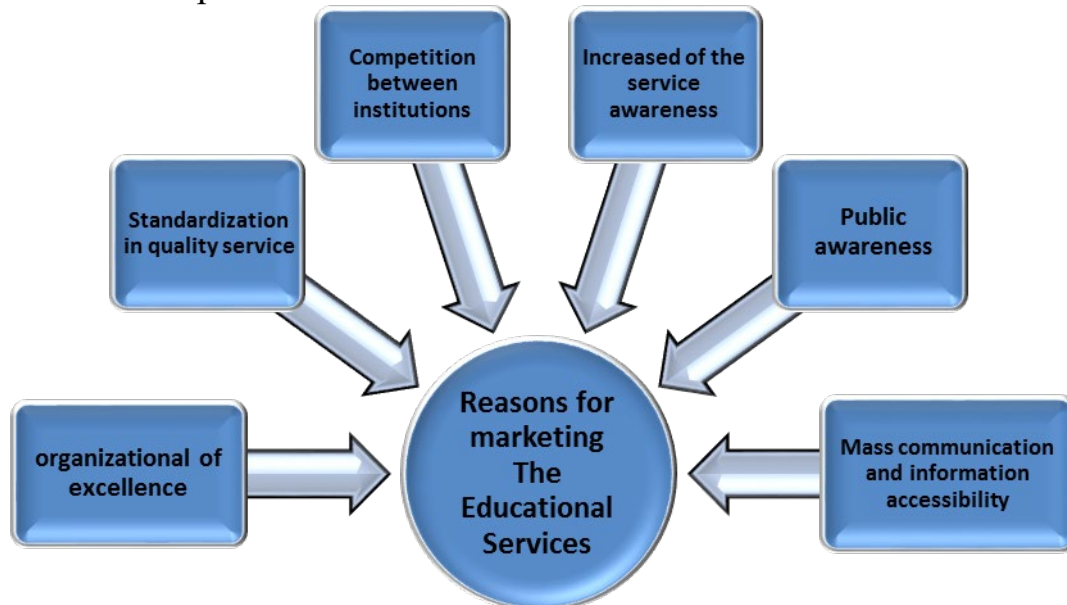 Competition
between
institutions
Increased of the
service
awareness
Standardization
in quality service
Public
awareness
organizational of
excellence
Reasons for
marketing
The
Educational
Services
Mass communication
and information
accessibility